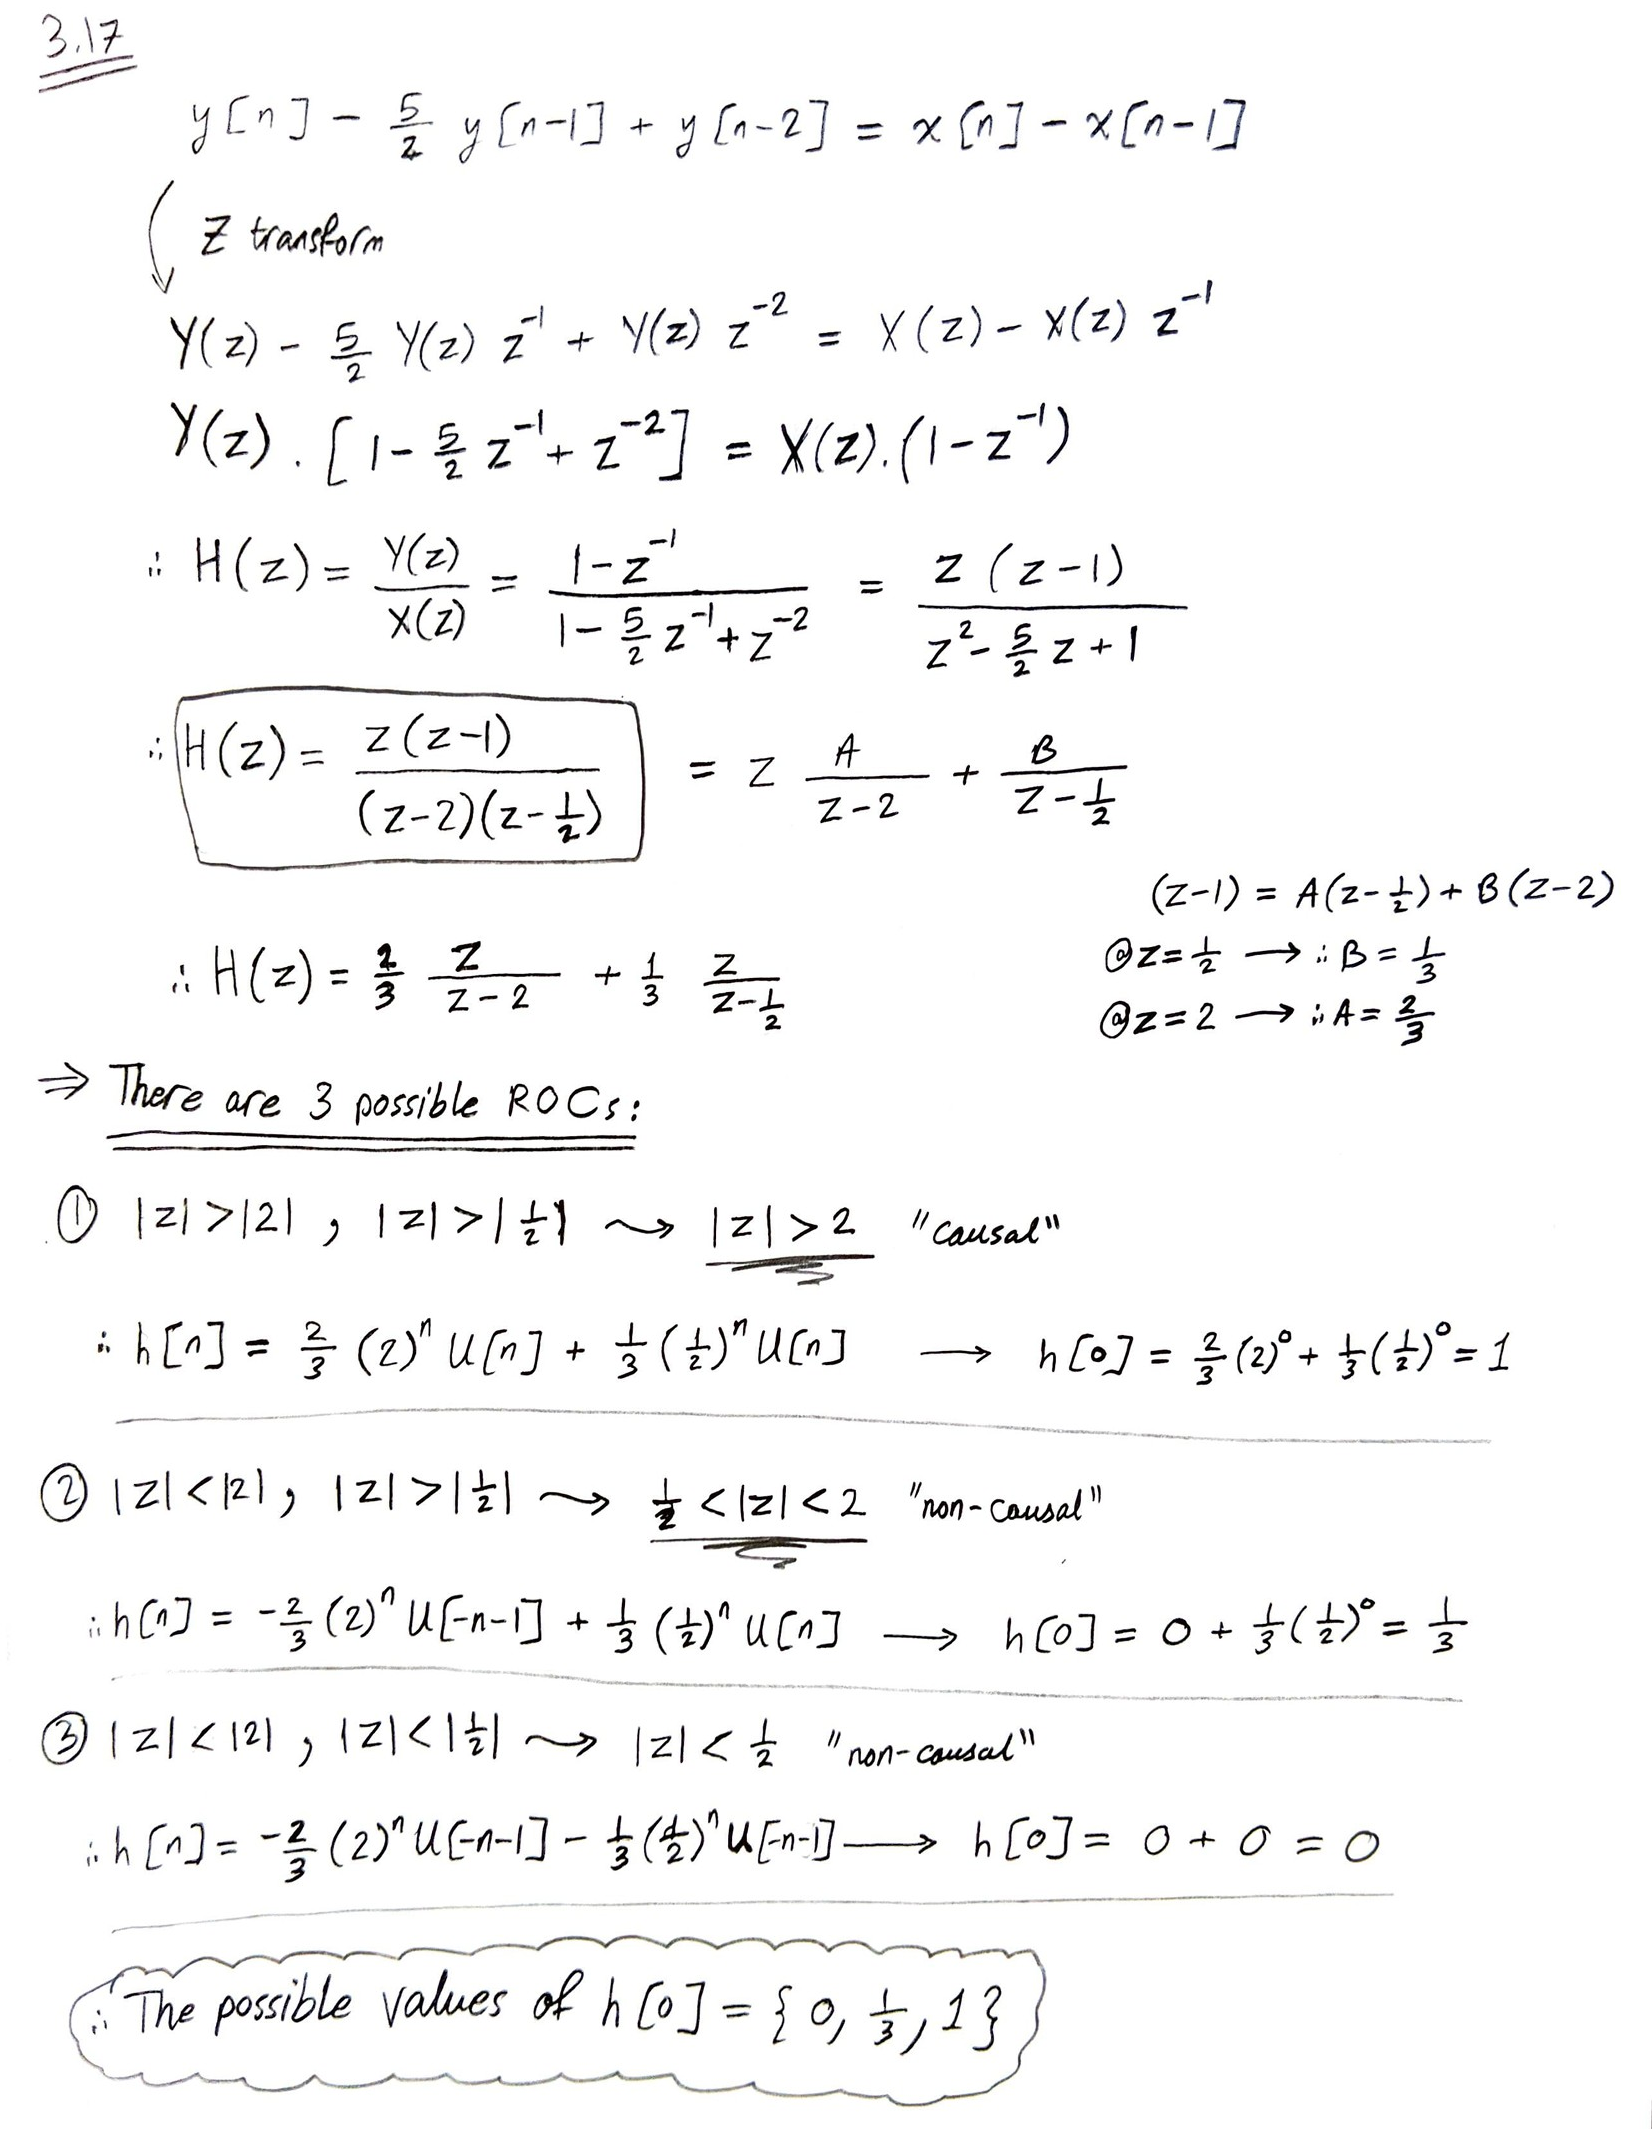 3.17
y[n] - 5/2 y[n-1] + y[n-2] = x[n] - x[n-1]
Z transform
Y(z) - 5/2 Y(z) z^-1 + Y(z) z^-2 = X(z) - X(z) z^-1
Y(z) . [1 - 5/2 z^-1 + z^-2] = X(z).(1 - z^-1)
∴ H(z) = Y(z)/X(z) = (1 - z^-1)/(1 - 5/2 z^-1 + z^-2) = z(z-1)/(z^2 - 5/2 z + 1)
∴ H(z) = z(z-1)/((z-2)(z-1/2)) = z A/(z-2) + B/(z-1/2)
(z-1) = A(z-1/2) + B(z-2)
@z=1/2 → ∴ B = 1/3
@z=2 → ∴ A = 2/3
∴ H(z) = 2/3 z/(z-2) + 1/3 z/(z-1/2)
⇒ There are 3 possible ROCs:
① |z|>|2| , |z|>|1/2| ⇝ |z|>2 "causal"
∴ h[n] = 2/3 (2)^n U[n] + 1/3 (1/2)^n U[n] → h[0] = 2/3 (2)^0 + 1/3 (1/2)^0 = 1
② |z|<|2| , |z|>|1/2| ⇝ 1/2 <|z|<2 "non-causal"
∴ h[n] = -2/3 (2)^n U[-n-1] + 1/3 (1/2)^n U[n] → h[0] = 0 + 1/3 (1/2)^0 = 1/3
③ |z|<|2| , |z|<|1/2| ⇝ |z| < 1/2 "non-causal"
∴ h[n] = -2/3 (2)^n U[-n-1] - 1/3 (1/2)^n U[-n-1] → h[0] = 0 + 0 = 0
∴ The possible values of h[0] = {0, 1/3, 1}